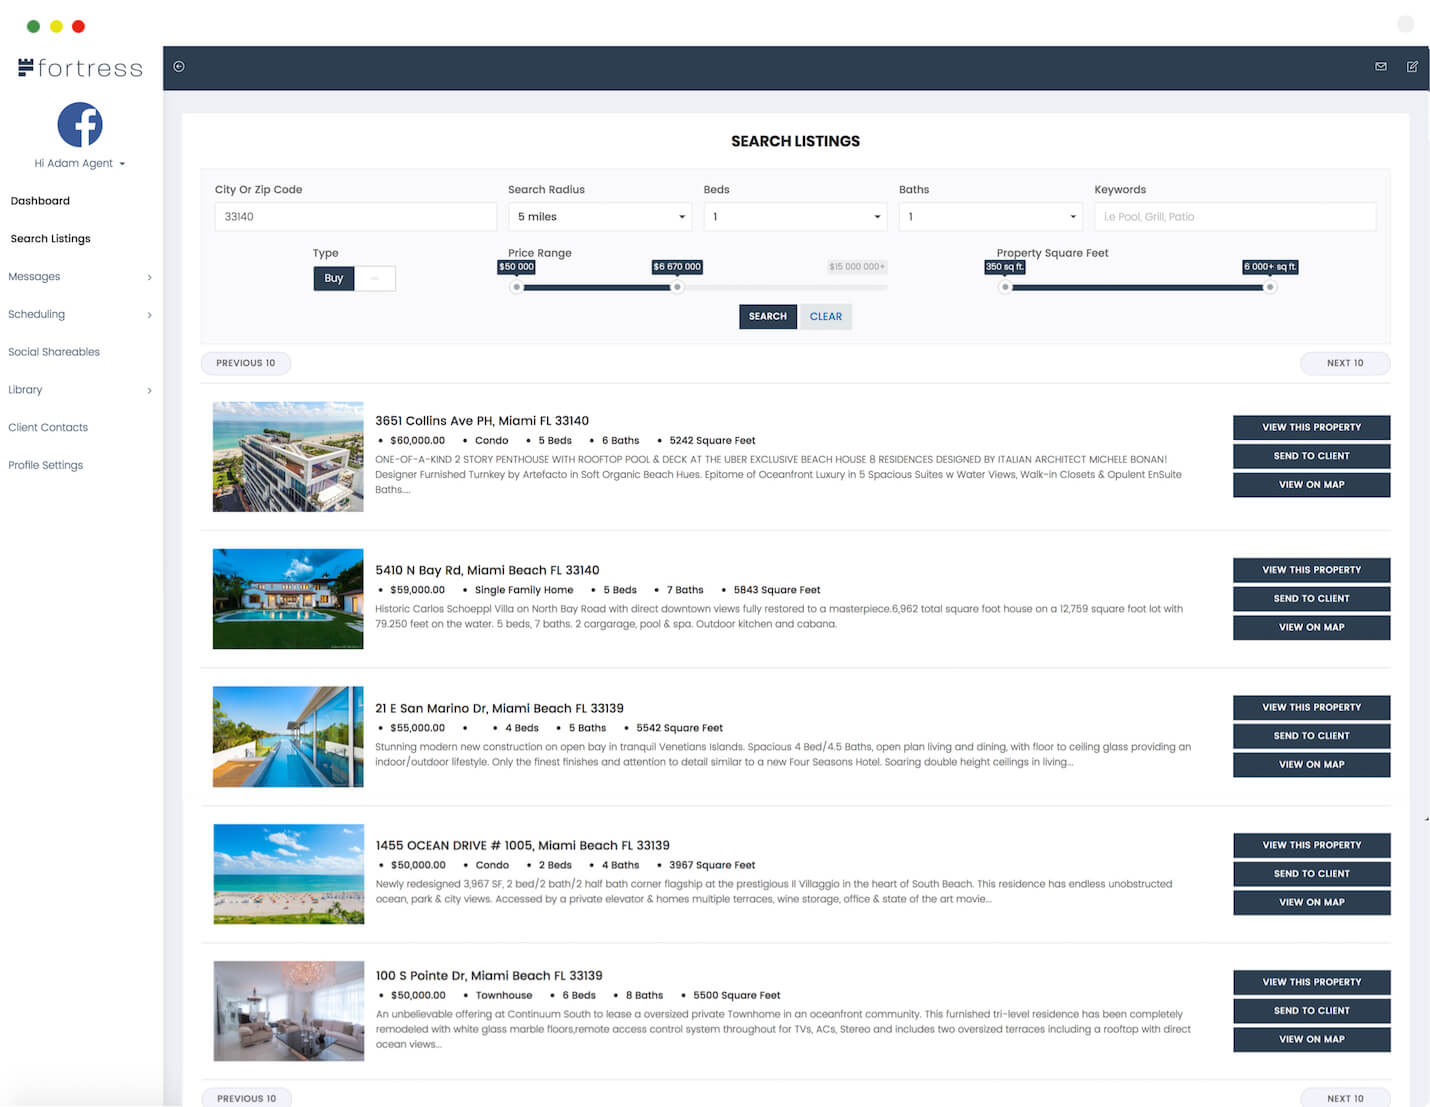 fortress
Hi Adam Agent
Dashboard
Search Listings
Messages
Scheduling
Social Shareables
Library
Client Contacts
Profile Settings
SEARCH LISTINGS
City Or Zip Code Search Radius Beds Baths Keywords
33140 5 miles 1 1 i.e Pool, Grill, Patio
Type Price Range Property Square Feet
$50 000 $6 670 000 $15 000 000+ 350 sq ft. 6 000+ sq ft.
Buy
SEARCH CLEAR
PREVIOUS 10 NEXT 10
3651 Collins Ave PH, Miami FL 33140
• $60,000.00 • Condo • 5 Beds • 6 Baths • 5242 Square Feet
ONE-OF-A-KIND 2 STORY PENTHOUSE WITH ROOFTOP POOL & DECK AT THE UBER EXCLUSIVE BEACH HOUSE 8 RESIDENCES DESIGNED BY ITALIAN ARCHITECT MICHELE BONAN!
Designer Furnished Turnkey by Artefacto in Soft Organic Beach Hues. Epitome of Oceanfront Luxury in 5 Spacious Suites w Water Views, Walk-in Closets & Opulent EnSuite
Baths....
VIEW THIS PROPERTY
SEND TO CLIENT
VIEW ON MAP
5410 N Bay Rd, Miami Beach FL 33140
• $59,000.00 • Single Family Home • 5 Beds • 7 Baths • 5843 Square Feet
Historic Carlos Schoeppl Villa on North Bay Road with direct downtown views fully restored to a masterpiece.6,962 total square foot house on a 12,759 square foot lot with
79.250 feet on the water. 5 beds, 7 baths. 2 cargarage, pool & spa. Outdoor kitchen and cabana.
VIEW THIS PROPERTY
SEND TO CLIENT
VIEW ON MAP
21 E San Marino Dr, Miami Beach FL 33139
• $55,000.00 • • 4 Beds • 5 Baths • 5542 Square Feet
Stunning modern new construction on open bay in tranquil Venetians Islands. Spacious 4 Bed/4.5 Baths, open plan living and dining, with floor to ceiling glass providing an
indoor/outdoor lifestyle. Only the finest finishes and attention to detail similar to a new Four Seasons Hotel. Soaring double height ceilings in living...
VIEW THIS PROPERTY
SEND TO CLIENT
VIEW ON MAP
1455 OCEAN DRIVE # 1005, Miami Beach FL 33139
• $50,000.00 • Condo • 2 Beds • 4 Baths • 3967 Square Feet
Newly redesigned 3,967 SF, 2 bed/2 bath/2 half bath corner flagship at the prestigious Il Villaggio in the heart of South Beach. This residence has endless unobstructed
ocean, park & city views. Accessed by a private elevator & homes multiple terraces, wine storage, office & state of the art movie...
VIEW THIS PROPERTY
SEND TO CLIENT
VIEW ON MAP
100 S Pointe Dr, Miami Beach FL 33139
• $50,000.00 • Townhouse • 6 Beds • 8 Baths • 5500 Square Feet
An unbelievable offering at Continuum South to lease a oversized private Townhome in an oceanfront community. This furnished tri-level residence has been completely
remodeled with white glass marble floors,remote access control system throughout for TVs, ACs, Stereo and includes two oversized terraces including a rooftop with direct
ocean views...
VIEW THIS PROPERTY
SEND TO CLIENT
VIEW ON MAP
PREVIOUS 10 NEXT 10